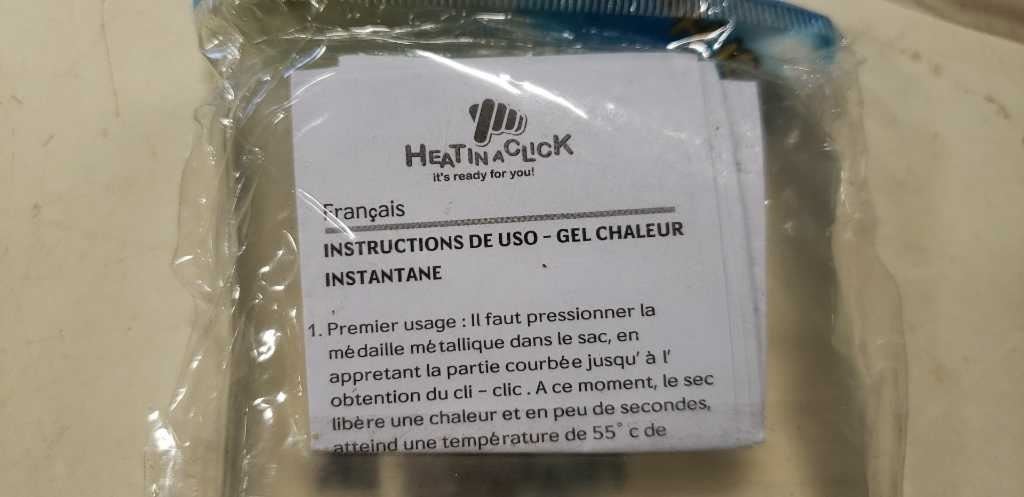 HEATINACLICK
it's ready for you!
Français
INSTRUCTIONS DE USO – GEL CHALEUR
INSTANTANE
1. Premier usage : Il faut pressionner la
médaille métallique dans le sac, en
appretant la partie courbée jusqu' à l'
obtention du cli – clic . A ce moment, le sec
libère une chaleur et en peu de secondes,
atteind une température de 55° c de